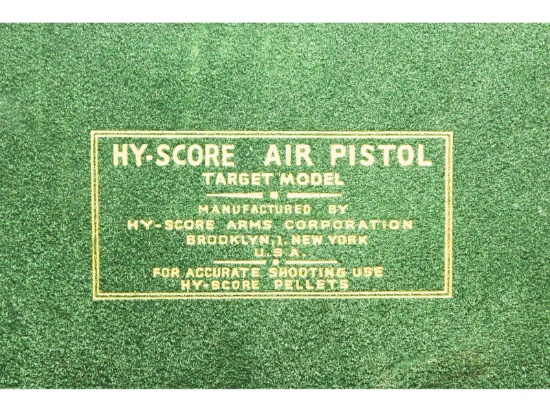 HY-SCORE AIR PISTOL
TARGET MODEL
MANUFACTURED BY
HY-SCORE ARMS CORPORATION
BROOKLYN, 1, NEW YORK
U.S.A.
FOR ACCURATE SHOOTING USE
HY-SCORE PELLETS